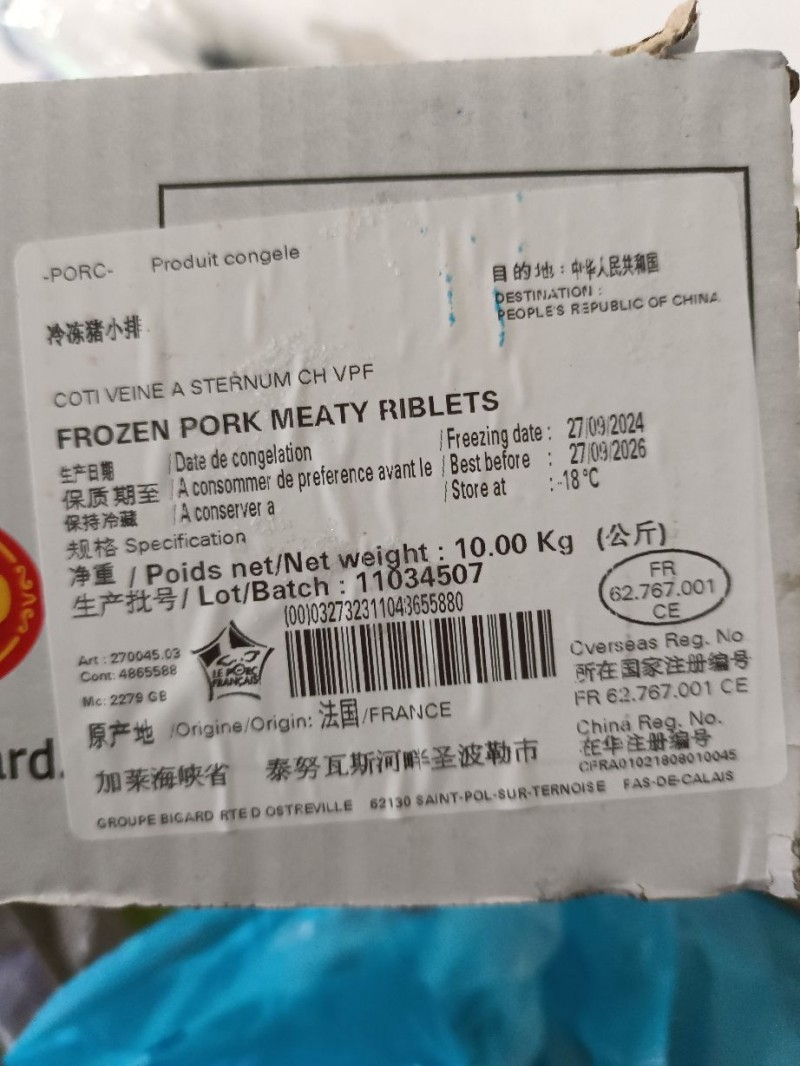 -PORC- Produit congele
目的地：中华人民共和国
DESTINATION :
PEOPLE'S REPUBLIC OF CHINA
冷冻猪小排
COTI VEINE A STERNUM CH VPF
FROZEN PORK MEATY RIBLETS
生产日期 / Date de congelation / Freezing date : 27/09/2024
保质期至 / A consommer de preference avant le / Best before : 27/09/2026
保持冷藏 / A conserver a / Store at : -18 °C
规格 Specification
净重 / Poids net/Net weight : 10.00 Kg (公斤)
生产批号/ Lot/Batch : 11034507
(00)032732311043655880
FR
62.767.001
CE
Art : 270045.03
Cont: 4865588
Mc: 2279 GB
LE PORC
FRANÇAIS
Overseas Reg. No
所在国家注册编号
FR 62.767.001 CE
China Reg. No.
在华注册编号
CFRA01021808010045
原产地 /Origine/Origin: 法国/FRANCE
加莱海峡省 泰努瓦斯河畔圣波勒市
GROUPE BIGARD RTE D OSTREVILLE 62130 SAINT-POL-SUR-TERNOISE PAS-DE-CALAIS
ard.